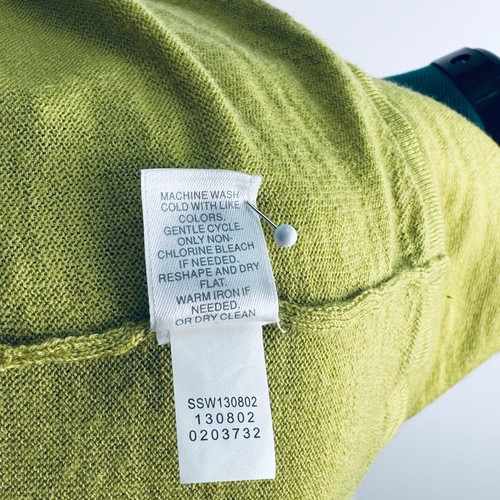 MACHINE WASH
COLD WITH LIKE
COLORS.
GENTLE CYCLE.
ONLY NON-
CHLORINE BLEACH
IF NEEDED.
RESHAPE AND DRY
FLAT.
WARM IRON IF
NEEDED.
OR DRY CLEAN
SSW130802
130802
0203732